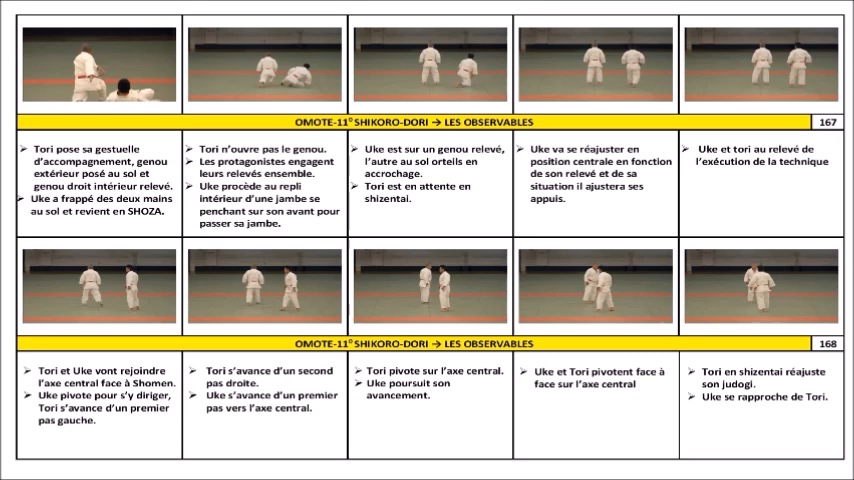 OMOTE-11° SHIKORO-DORI → LES OBSERVABLES
167
➢ Tori pose sa gestuelle
d'accompagnement, genou
extérieur posé au sol et
genou droit intérieur relevé.
➢ Uke a frappé des deux mains
au sol et revient en SHOZA.
➢ Tori n'ouvre pas le genou.
➢ Les protagonistes engagent
leurs relevés ensemble.
➢ Uke procède au repli
intérieur d'une jambe se
penchant sur son avant pour
passer sa jambe.
➢ Uke est sur un genou relevé,
l'autre au sol orteils en
accrochage.
➢ Tori est en attente en
shizentai.
➢ Uke va se réajuster en
position centrale en fonction
de son relevé et de sa
situation il ajustera ses
appuis.
➢ Uke et tori au relevé de
l'exécution de la technique
OMOTE-11° SHIKORO-DORI → LES OBSERVABLES
168
➢ Tori et Uke vont rejoindre
l'axe central face à Shomen.
➢ Uke pivote pour s'y diriger,
Tori s'avance d'un premier
pas gauche.
➢ Tori s'avance d'un second
pas droite.
➢ Uke s'avance d'un premier
pas vers l'axe central.
➢ Tori pivote sur l'axe central.
➢ Uke poursuit son
avancement.
➢ Uke et Tori pivotent face à
face sur l'axe central
➢ Tori en shizentai réajuste
son judogi.
➢ Uke se rapproche de Tori.